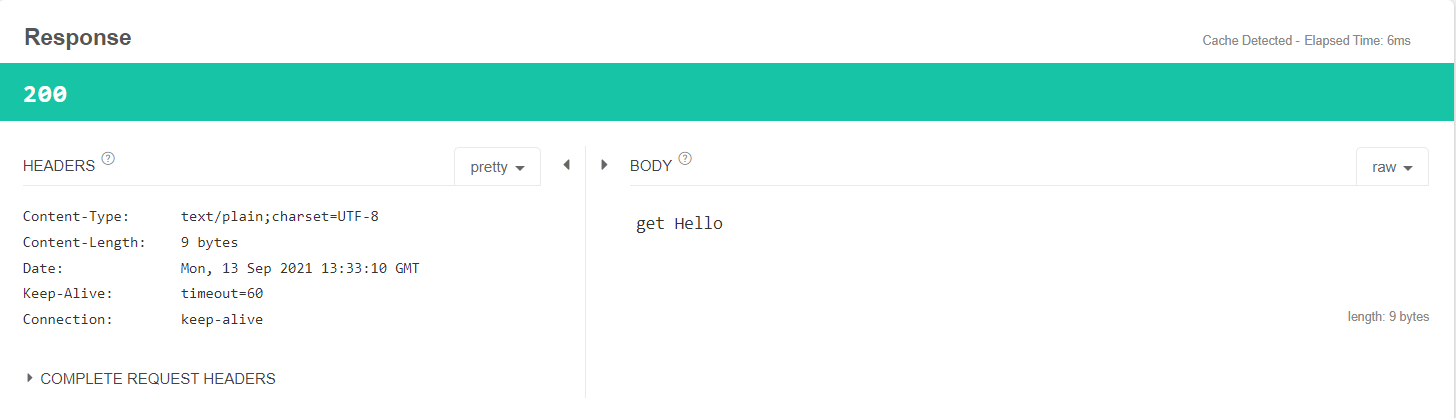 Response
Cache Detected - Elapsed Time: 6ms
200
HEADERS ?
pretty
BODY ?
raw
Content-Type: text/plain;charset=UTF-8
Content-Length: 9 bytes
Date: Mon, 13 Sep 2021 13:33:10 GMT
Keep-Alive: timeout=60
Connection: keep-alive
get Hello
length: 9 bytes
COMPLETE REQUEST HEADERS